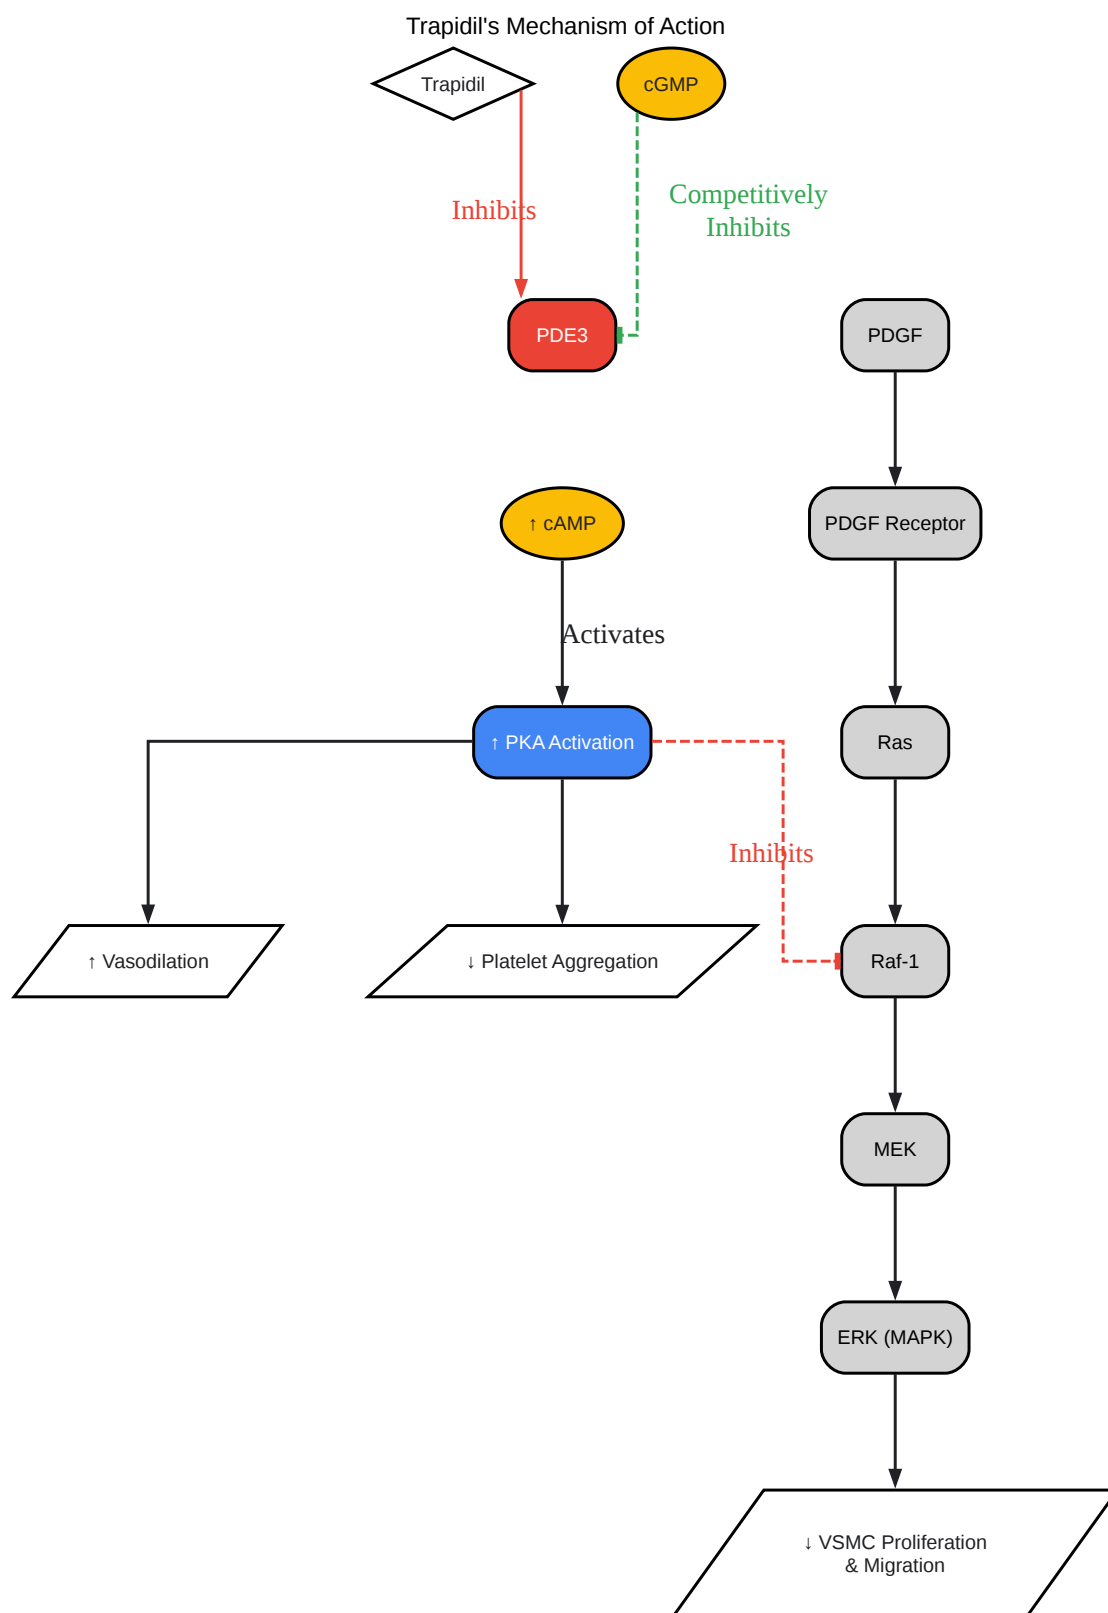 Trapidil's Mechanism of Action
Trapidil
cGMP
Inhibits
Competitively
Inhibits
PDE3
PDGF
↑ cAMP
PDGF Receptor
Activates
↑ PKA Activation
Ras
Inhibits
↑ Vasodilation
↓ Platelet Aggregation
Raf-1
MEK
ERK (MAPK)
↓ VSMC Proliferation
& Migration